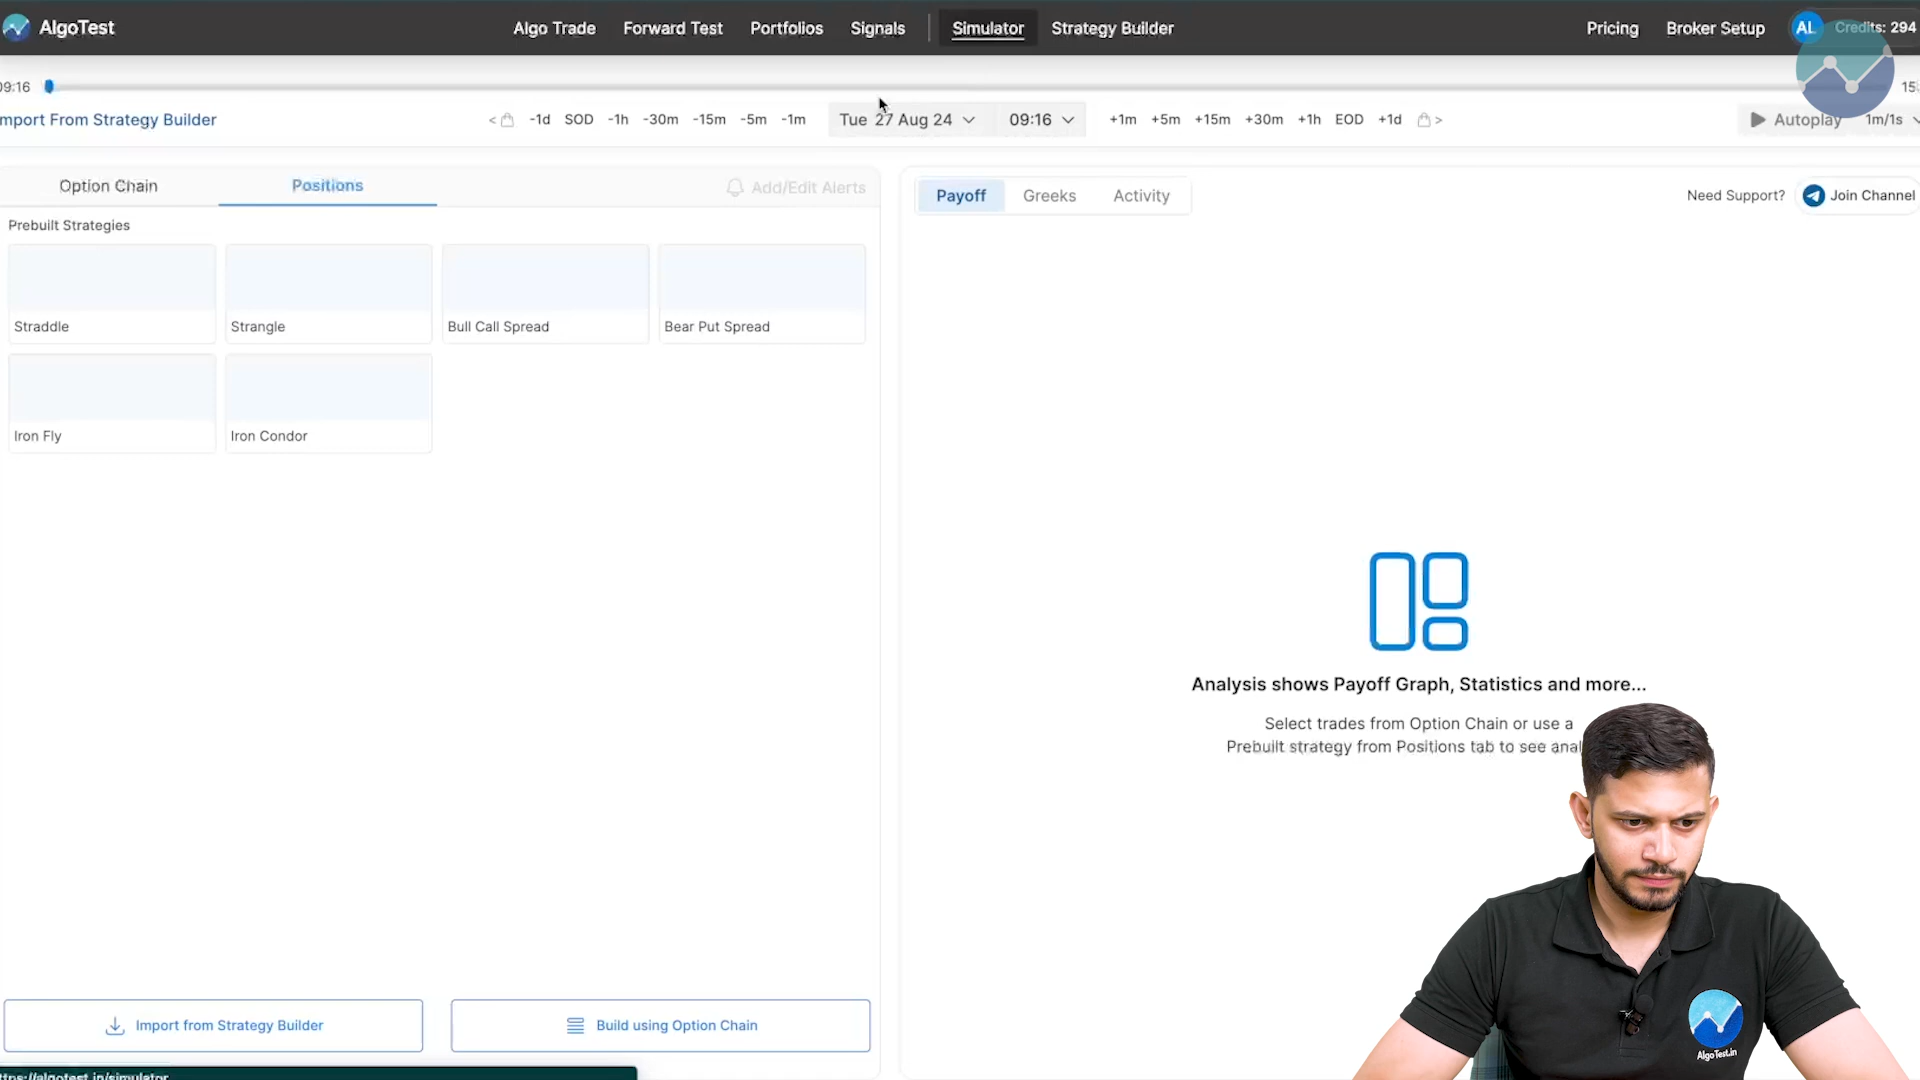 AlgoTest
Algo Trade
Forward Test
Portfolios
Signals
Simulator
Strategy Builder
Pricing
Broker Setup
AL
Credits: 294
09:16
mport From Strategy Builder
<
-1d
SOD
-1h
-30m
-15m
-5m
-1m
Tue 27 Aug 24
09:16
+1m
+5m
+15m
+30m
+1h
EOD
+1d
>
Autoplay
1m/1s
Option Chain
Positions
Add/Edit Alerts
Payoff
Greeks
Activity
Need Support?
Join Channel
Prebuilt Strategies
Straddle
Strangle
Bull Call Spread
Bear Put Spread
Iron Fly
Iron Condor
Analysis shows Payoff Graph, Statistics and more...
Select trades from Option Chain or use a
Prebuilt strategy from Positions tab to see anal
Import from Strategy Builder
Build using Option Chain
ttps://algotest.in/simulator
AlgoTest.in